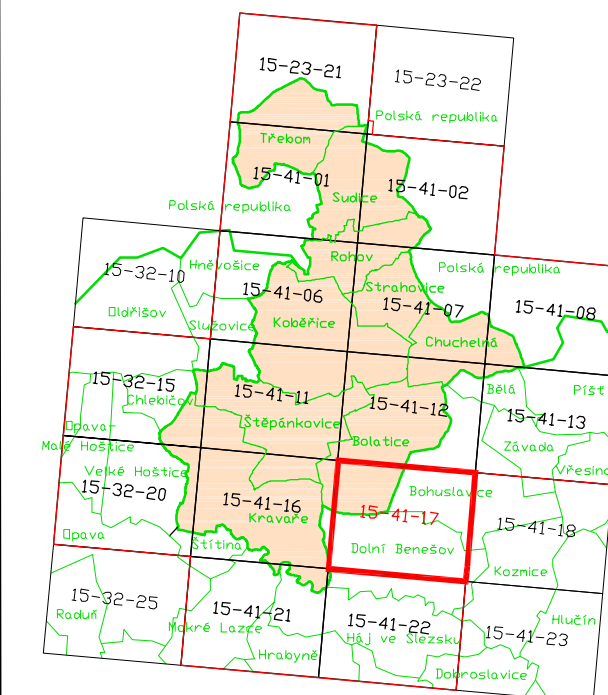 15-23-21
15-23-22
Polská republika
Třebom
15-41-01
Sudice
15-41-02
Polská republika
Rohov
Hněvošice
Polská republika
15-32-10
Strahovice
15-41-06
15-41-07
15-41-08
□ldřišov
Služovice
Kobeřice
Chuchelná
15-32-15
15-41-11
Bělá
Píšť
Chlebičov
15-41-12
15-41-13
Štěpánkovice
□pava-
Malé Hoštice
Bolatice
Závada
Velké Hoštice
Vřesina
15-32-20
Bohuslavice
15-41-16
15-41-17
Kravaře
15-41-18
□pava
Štítina
Dolní Benešov
Kozmice
15-32-25
Raduň
15-41-21
Mokré Lazce
15-41-22
Háj ve Slezsku
Hlučín
15-41-23
Hrabyně
Dobroslavice